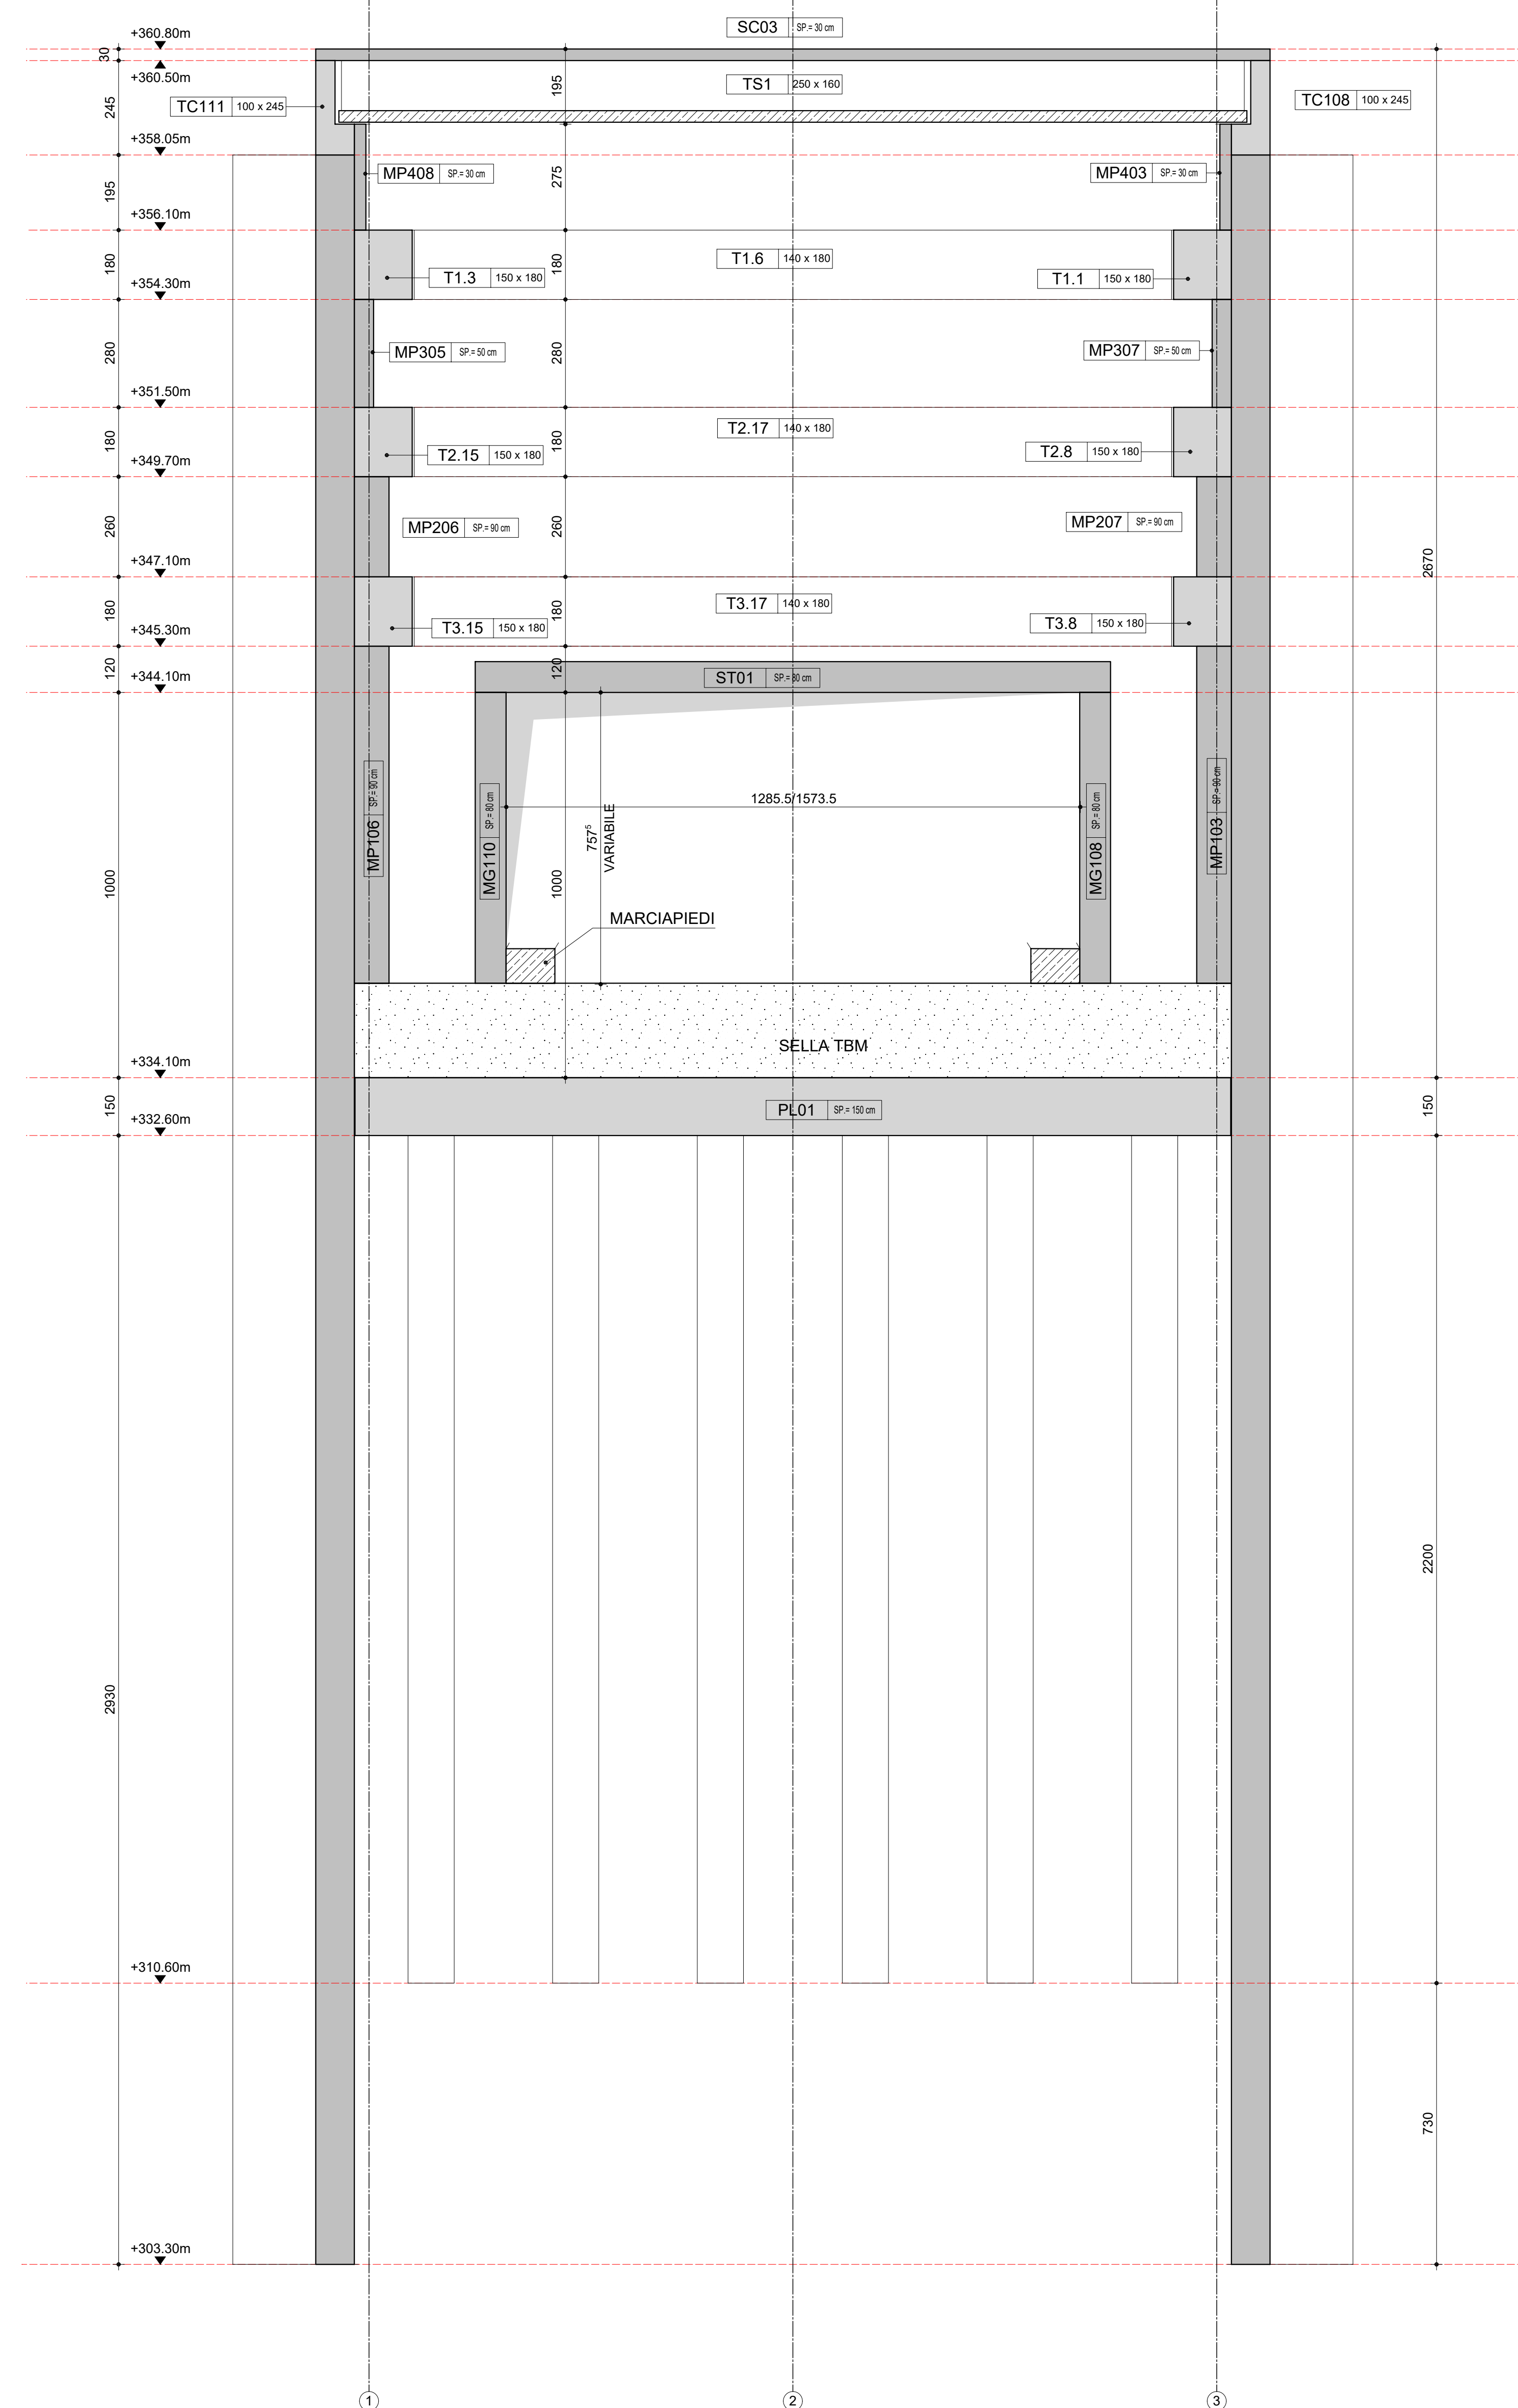 SC03 SP.= 30 cm
+360.80m
30
+360.50m
195
TS1 250 x 160
TC111 100 x 245
TC108 100 x 245
245
+358.05m
MP408 SP.= 30 cm
275
MP403 SP.= 30 cm
195
+356.10m
T1.6 140 x 180
180
T1.3 150 x 180
180
T1.1 150 x 180
+354.30m
280
MP305 SP.= 50 cm
280
MP307 SP.= 50 cm
+351.50m
T2.17 140 x 180
180
T2.15 150 x 180
180
T2.8 150 x 180
+349.70m
260
MP206 SP.= 90 cm
260
MP207 SP.= 90 cm
+347.10m
2670
T3.17 140 x 180
180
T3.15 150 x 180
180
T3.8 150 x 180
+345.30m
120
120
+344.10m
ST01 SP.= 80 cm
1285.5/1573.5
MP106 SP.= 90 cm
MG110 SP.= 80 cm
757⁵
VARIABILE
MG108 SP.= 80 cm
MP103 SP.= 90 cm
1000
1000
MARCIAPIEDI
SELLA TBM
+334.10m
150
PL01 SP.= 150 cm
150
+332.60m
2200
2930
+310.60m
730
+303.30m
1
2
3